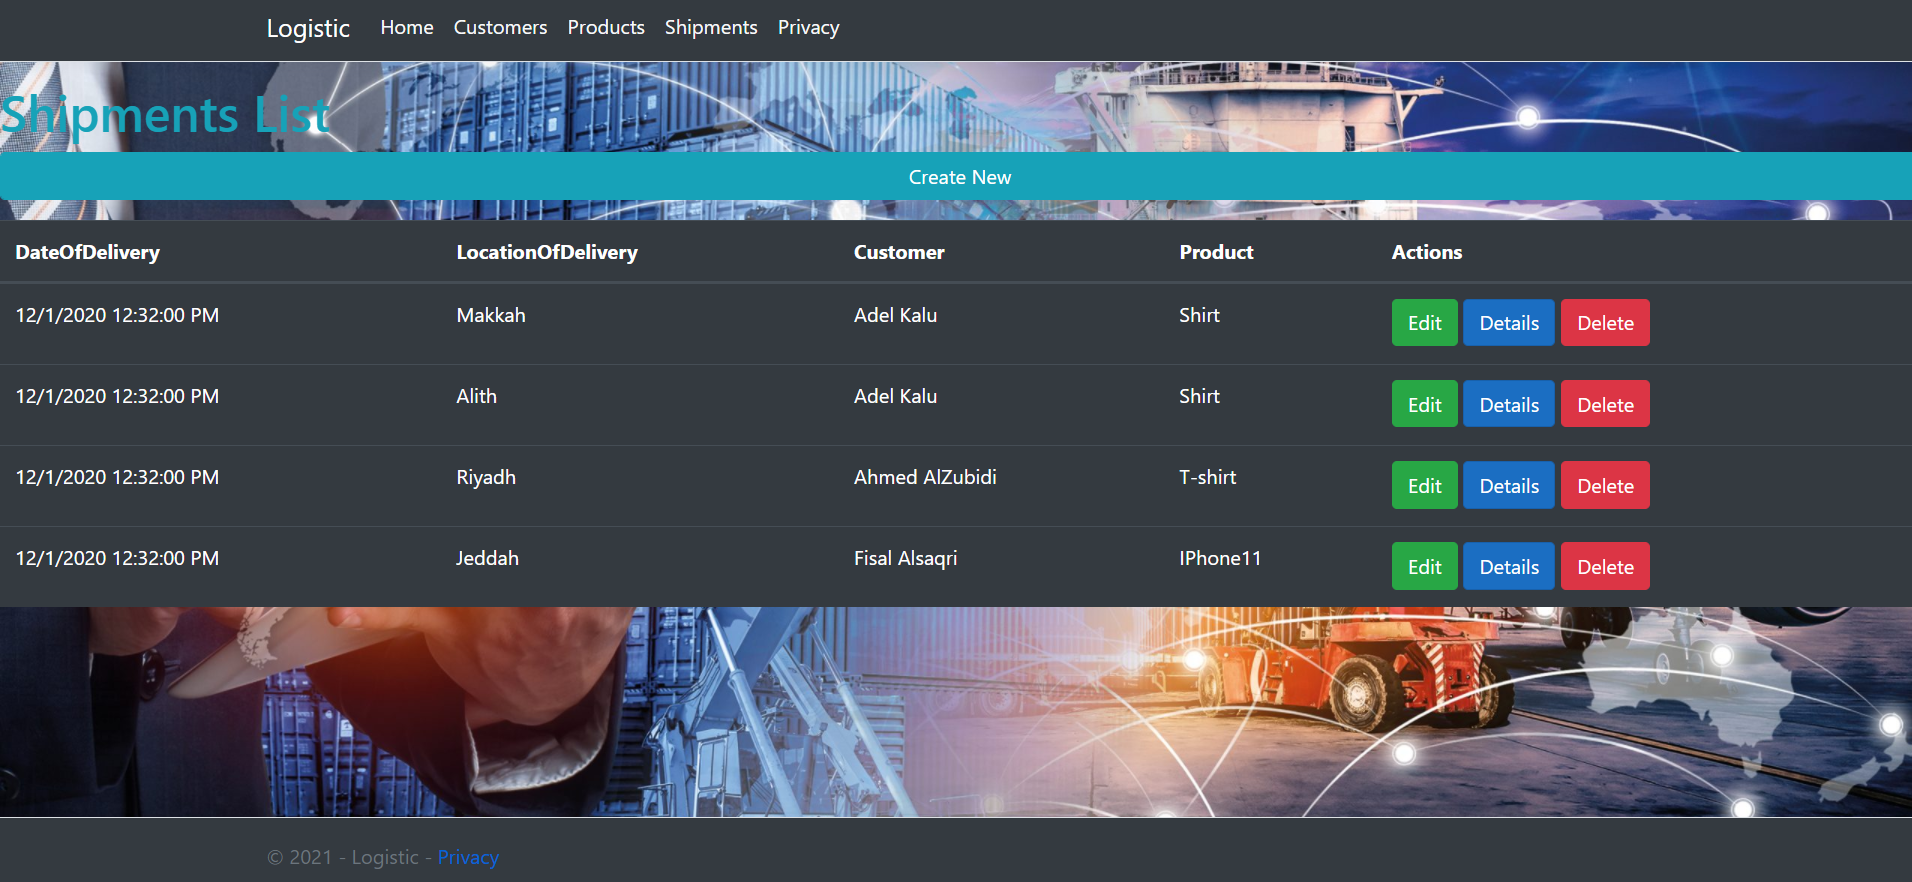 Logistic Home Customers Products Shipments Privacy
Shipments List
Create New
DateOfDelivery LocationOfDelivery Customer Product Actions
12/1/2020 12:32:00 PM Makkah Adel Kalu Shirt Edit Details Delete
12/1/2020 12:32:00 PM Alith Adel Kalu Shirt Edit Details Delete
12/1/2020 12:32:00 PM Riyadh Ahmed AlZubidi T-shirt Edit Details Delete
12/1/2020 12:32:00 PM Jeddah Fisal Alsaqri IPhone11 Edit Details Delete
© 2021 - Logistic - Privacy